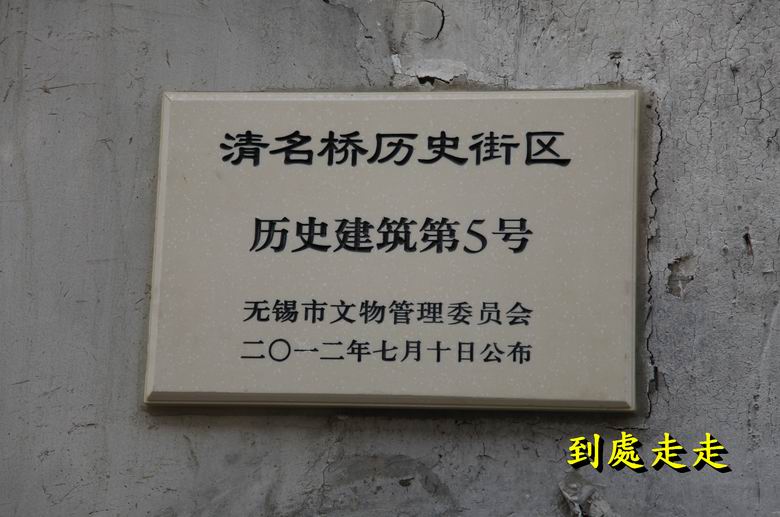 清名桥历史街区
历史建筑第5号
无锡市文物管理委员会
二〇一二年七月十日公布
到處走走